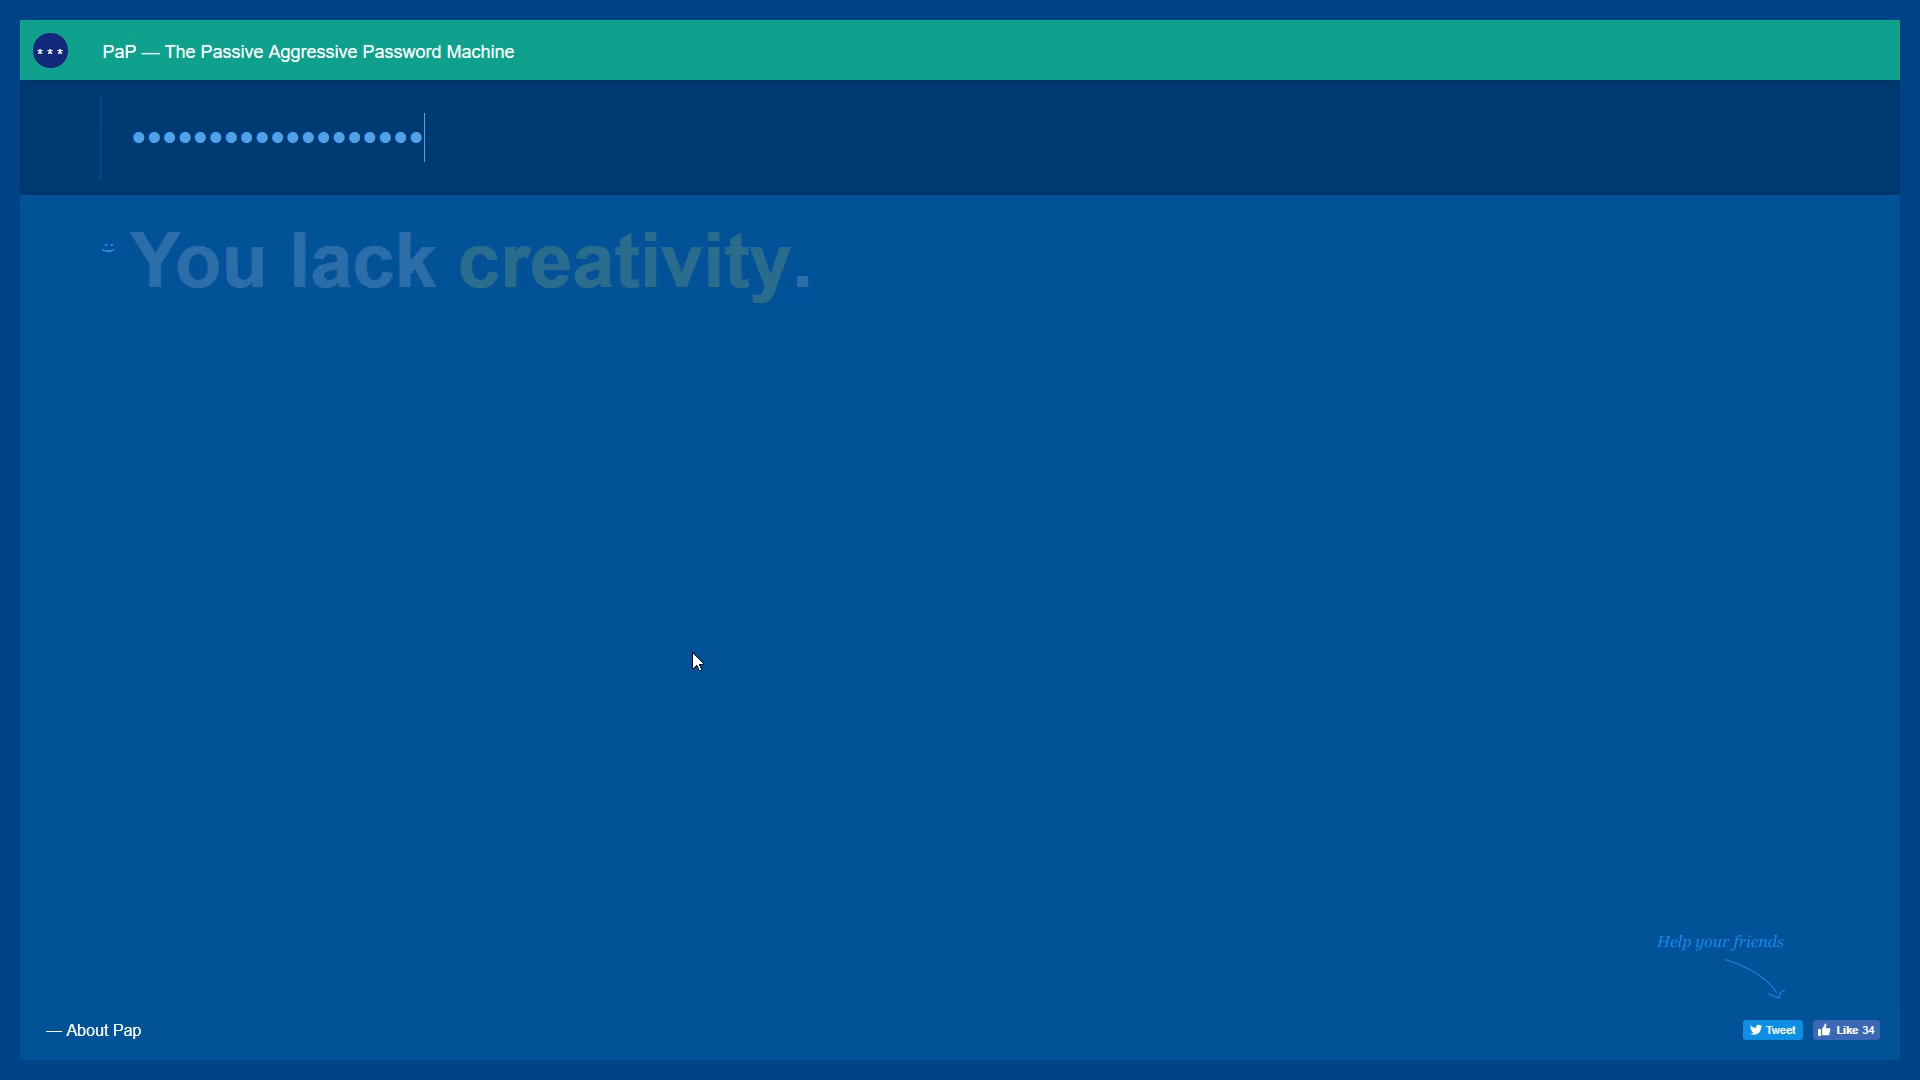 ***
PaP — The Passive Aggressive Password Machine
●●●●●●●●●●●●●●●●●●●
You lack creativity.
Help your friends
— About Pap
Tweet
Like 34